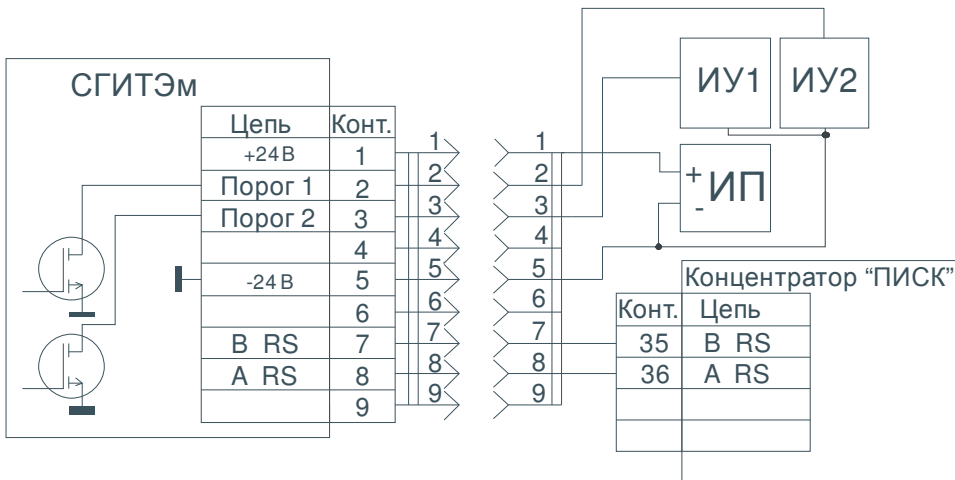 СГИТЭм
Цепь Конт.
+24В 1
Порог 1 2
Порог 2 3
4
-24В 5
6
B RS 7
A RS 8
9
1
2
3
4
5
6
7
8
9
1
2
3
4
5
6
7
8
9
ИУ1 ИУ2
+ ИП
-
Концентратор “ПИСК”
Конт. Цепь
35 B RS
36 A RS